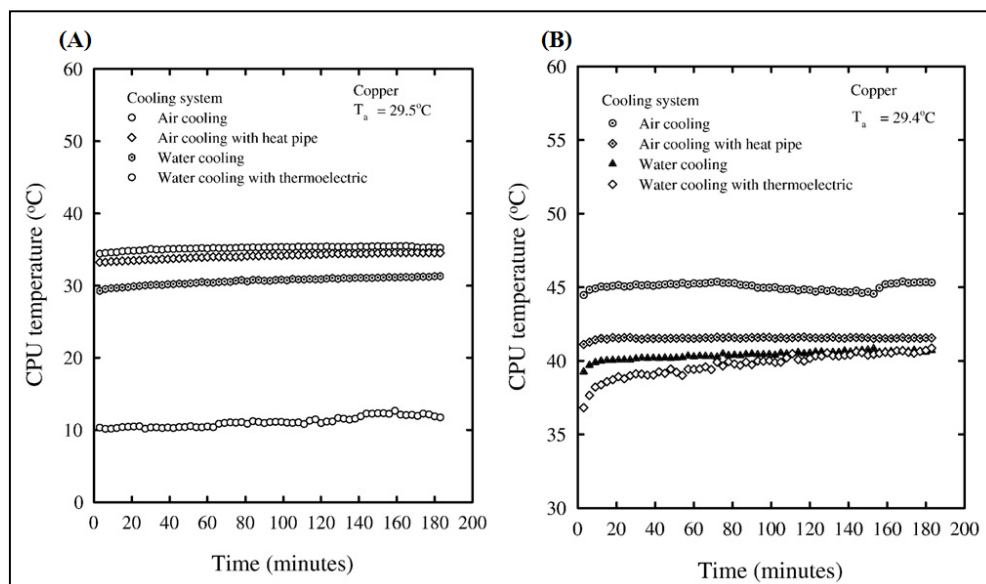 (A)
60
50
40
30
20
10
0
CPU temperature (°C)
Cooling system
Air cooling
Air cooling with heat pipe
Water cooling
Water cooling with thermoelectric
Copper
Tₐ = 29.5°C
0 20 40 60 80 100 120 140 160 180 200
Time (minutes)
(B)
60
55
50
45
40
35
30
CPU temperature (°C)
Cooling system
Air cooling
Air cooling with heat pipe
Water cooling
Water cooling with thermoelectric
Copper
Tₐ = 29.4°C
0 20 40 60 80 100 120 140 160 180 200
Time (minutes)